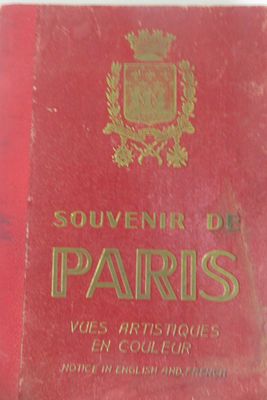 SOUVENIR DE
PARIS
VUES ARTISTIQUES
EN COULEUR
NOTICE IN ENGLISH AND FRENCH